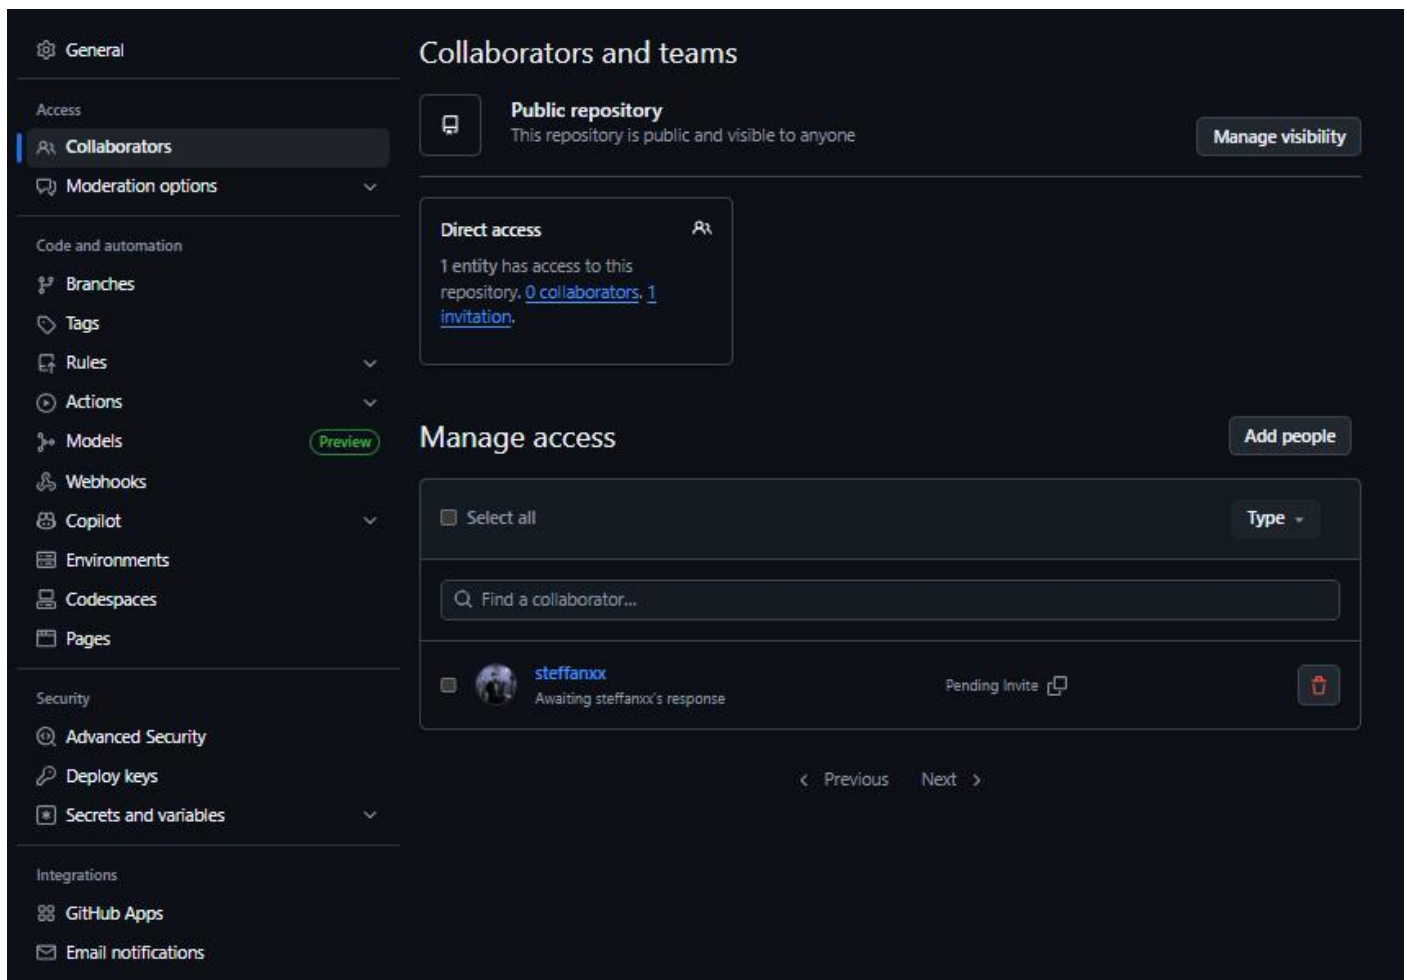 General
Access
Collaborators
Moderation options
Code and automation
Branches
Tags
Rules
Actions
Models
Preview
Webhooks
Copilot
Environments
Codespaces
Pages
Security
Advanced Security
Deploy keys
Secrets and variables
Integrations
GitHub Apps
Email notifications
Collaborators and teams
Public repository
This repository is public and visible to anyone
Manage visibility
Direct access
1 entity has access to this
repository. 0 collaborators. 1
invitation.
Manage access
Add people
Select all
Type
Find a collaborator...
steffanxx
Awaiting steffanxx's response
Pending Invite
Previous
Next